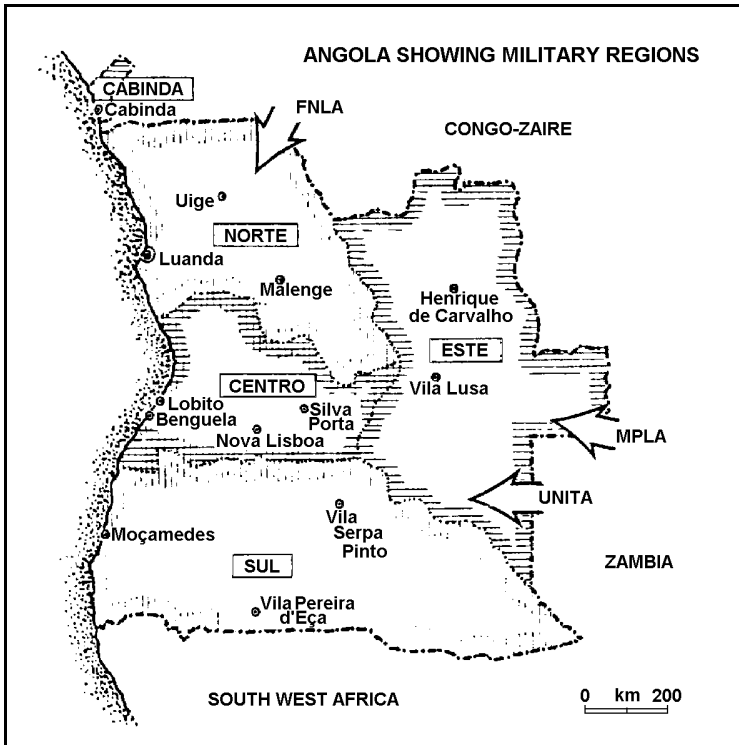 ANGOLA SHOWING MILITARY REGIONS
CABINDA
Cabinda
FNLA
CONGO-ZAIRE
Uige
NORTE
Luanda
Malenge
Henrique
de Carvalho
ESTE
CENTRO
Vila Lusa
Lobito
Benguela
Silva
Porta
Nova Lisboa
MPLA
UNITA
Vila
Serpa
Pinto
Moçamedes
ZAMBIA
SUL
Vila Pereira
d'Eça
SOUTH WEST AFRICA
0 km 200